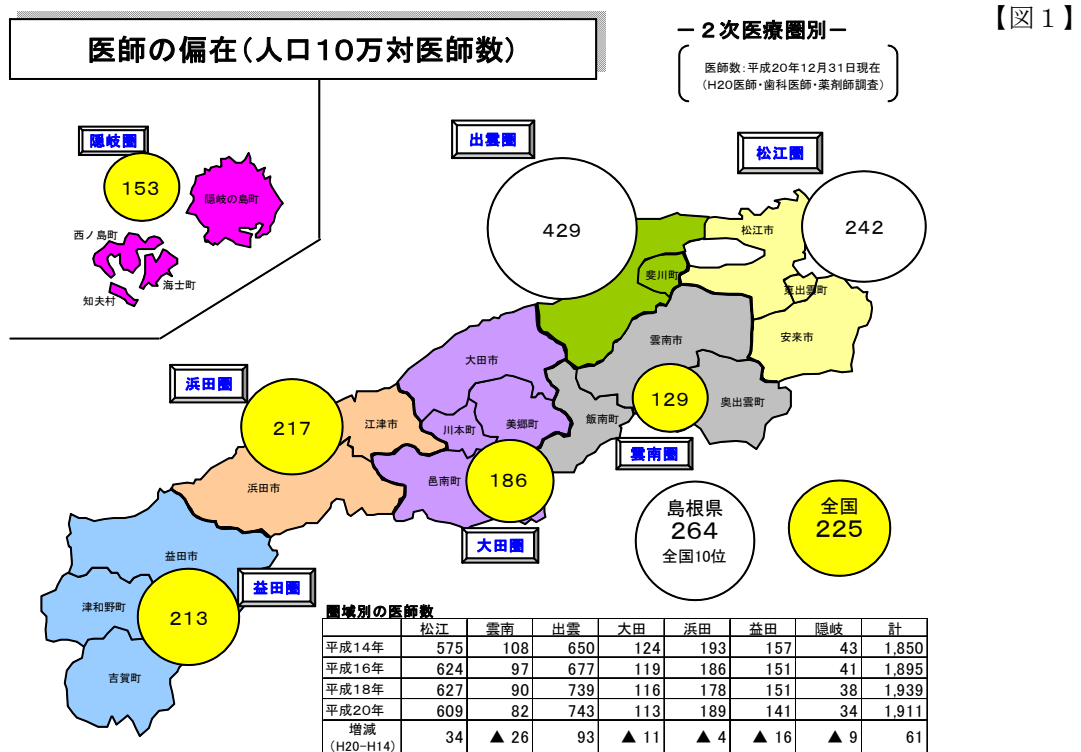 【図１】
医師の偏在(人口10万対医師数)
－２次医療圏別－
医師数:平成20年12月31日現在
(H20医師・歯科医師・薬剤師調査)
隠岐圏
153
隠岐の島町
西ノ島町
海士町
知夫村
出雲圏
429
松江圏
242
松江市
斐川町
東出雲町
安来市
雲南市
大田市
浜田圏
217
江津市
川本町
美郷町
飯南町
129
奥出雲町
雲南圏
浜田市
邑南町
186
大田圏
島根県
264
全国10位
全国
225
益田市
益田圏
津和野町
213
吉賀町
圏域別の医師数
松江 雲南 出雲 大田 浜田 益田 隠岐 計
平成14年 575 108 650 124 193 157 43 1,850
平成16年 624 97 677 119 186 151 41 1,895
平成18年 627 90 739 116 178 151 38 1,939
平成20年 609 82 743 113 189 141 34 1,911
増減
(H20-H14) 34 ▲ 26 93 ▲ 11 ▲ 4 ▲ 16 ▲ 9 61